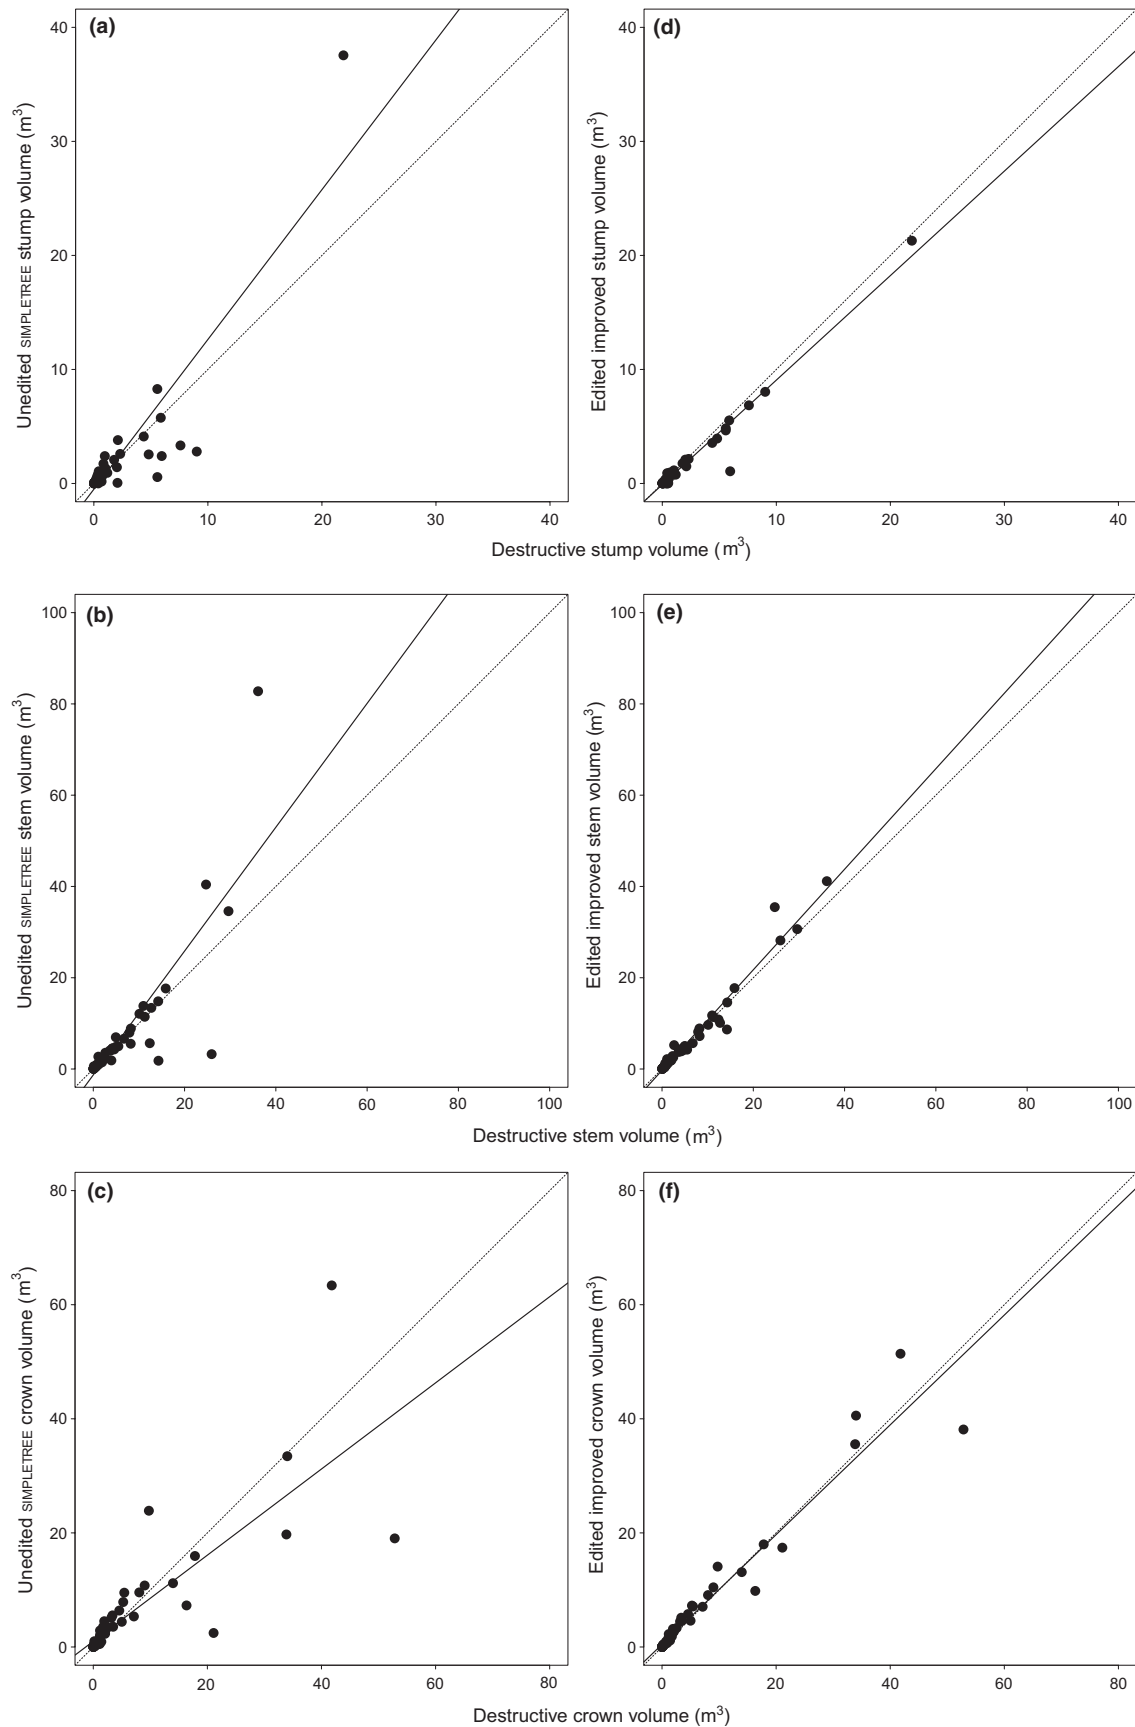 (a)
Unedited SIMPLETREE stump volume (m³)
40
30
20
10
0
0 10 20 30 40
(d)
Edited improved stump volume (m³)
40
30
20
10
0
0 10 20 30 40
Destructive stump volume (m³)
(b)
Unedited SIMPLETREE stem volume (m³)
100
80
60
40
20
0
0 20 40 60 80 100
(e)
Edited improved stem volume (m³)
100
80
60
40
20
0
0 20 40 60 80 100
Destructive stem volume (m³)
(c)
Unedited SIMPLETREE crown volume (m³)
80
60
40
20
0
0 20 40 60 80
(f)
Edited improved crown volume (m³)
80
60
40
20
0
0 20 40 60 80
Destructive crown volume (m³)